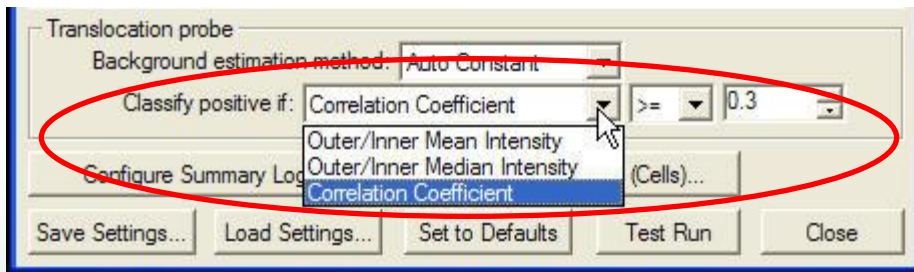 Translocation probe
Background estimation method: Auto Constant
Classify positive if: Correlation Coefficient >= 0.3
Outer/Inner Mean Intensity
Outer/Inner Median Intensity
Correlation Coefficient
Configure Summary Log (Cells)...
Save Settings... Load Settings... Set to Defaults Test Run Close